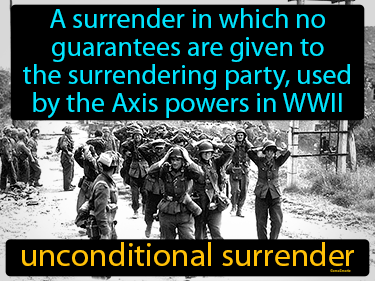 A surrender in which no
guarantees are given to
the surrendering party, used
by the Axis powers in WWII
unconditional surrender
GameSmartz